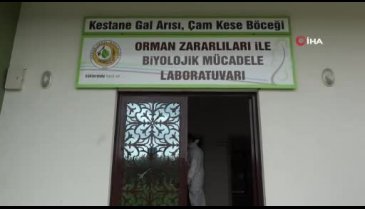 İHA
Kestane Gal Arısı, Çam Kese Böceği
ORMAN ZARARLILARI İLE
BİYOLOJİK MÜCADELE
LABORATUVARI